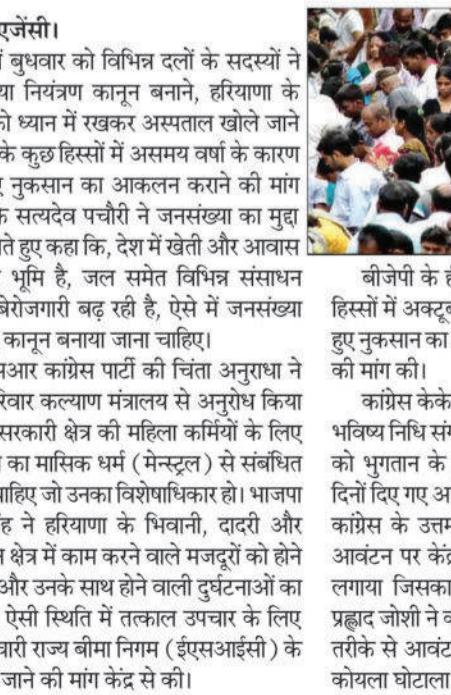 एजेंसी।
बुधवार को विभिन्न दलों के सदस्यों ने
नियंत्रण कानून बनाने, हरियाणा के
ध्यान में रखकर अस्पताल खोले जाने
के कुछ हिस्सों में असमय वर्षा के कारण
नुकसान का आकलन कराने की मांग
सत्यदेव पचौरी ने जनसंख्या का मुद्दा
हुए कहा कि, देश में खेती और आवास
भूमि है, जल समेत विभिन्न संसाधन
बेरोजगारी बढ़ रही है, ऐसे में जनसंख्या
कानून बनाया जाना चाहिए।
कांग्रेस पार्टी की चिंता अनुराधा ने
कल्याण मंत्रालय से अनुरोध किया
सरकारी क्षेत्र की महिला कर्मियों के लिए
का मासिक धर्म (मेन्स्ट्रल) से संबंधित
जो उनका विशेषाधिकार हो। भाजपा
ने हरियाणा के भिवानी, दादरी और
क्षेत्र में काम करने वाले मजदूरों को होने
और उनके साथ होने वाली दुर्घटनाओं का
ऐसी स्थिति में तत्काल उपचार के लिए
राज्य बीमा निगम (ईएसआईसी) के
जाने की मांग केंद्र से की।
बीजेपी के
हिस्सों में
हुए नुकसान का
की मांग की।
कांग्रेस केके
भविष्य निधि
को भुगतान के
दिनों दिए गए
कांग्रेस के उत्तम
आवंटन पर
लगाया जिसका
प्रह्लाद जोशी ने
तरीके से
कोयला घोटाला